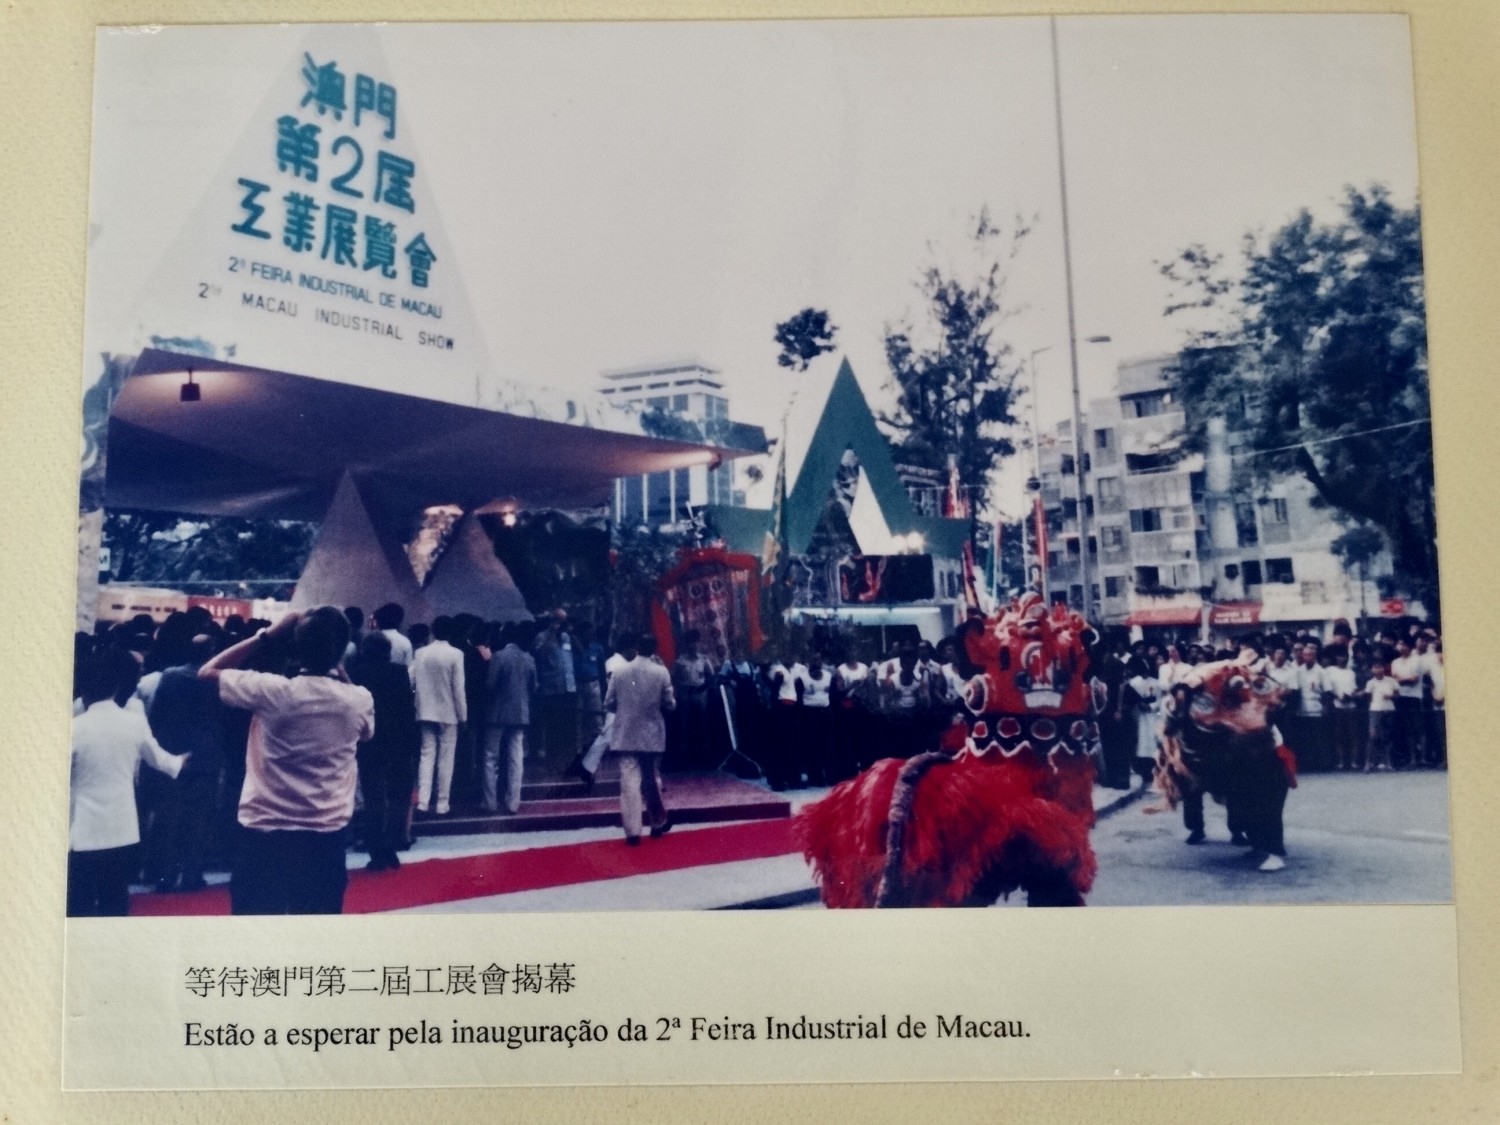 澳門
第2屆
工業展覽會
2ª FEIRA INDUSTRIAL DE MACAU
2ND MACAU INDUSTRIAL SHOW
等待澳門第二屆工展會揭幕
Estão a esperar pela inauguração da 2ª Feira Industrial de Macau.